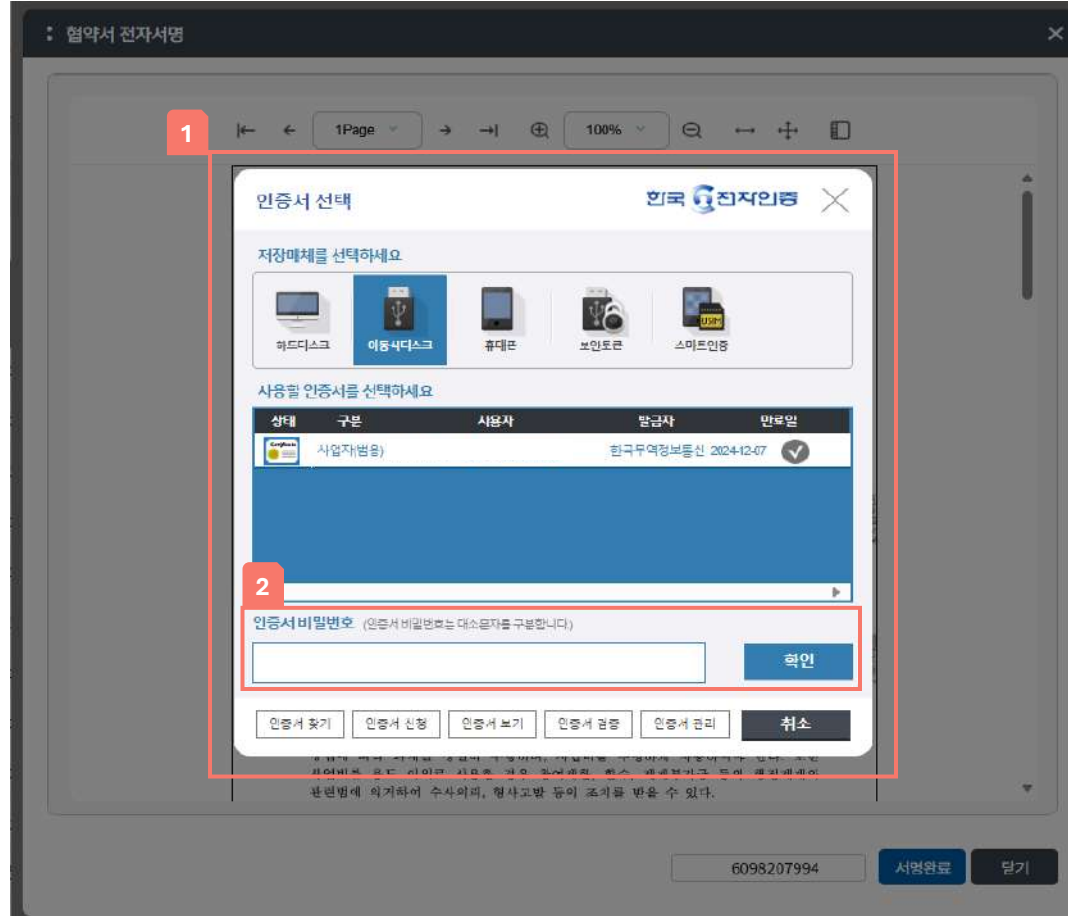 : 협약서 전자서명
1
1Page
100%
인증서 선택
한국전자인증
저장매체를 선택하세요
하드디스크 이동식디스크 휴대폰 보안토큰 스마트인증
USIM
사용할 인증서를 선택하세요
상태 구분 사용자 발급자 만료일
사업자(범용) 한국무역정보통신 2024-12-07
2
인증서 비밀번호 (인증서 비밀번호는 대소문자를 구분합니다.)
확인
인증서 찾기 인증서 신청 인증서 보기 인증서 검증 인증서 관리 취소
관련법에 의거하여 수사의뢰, 형사고발 등의 조치를 받을 수 있다.
6098207994 서명완료 닫기